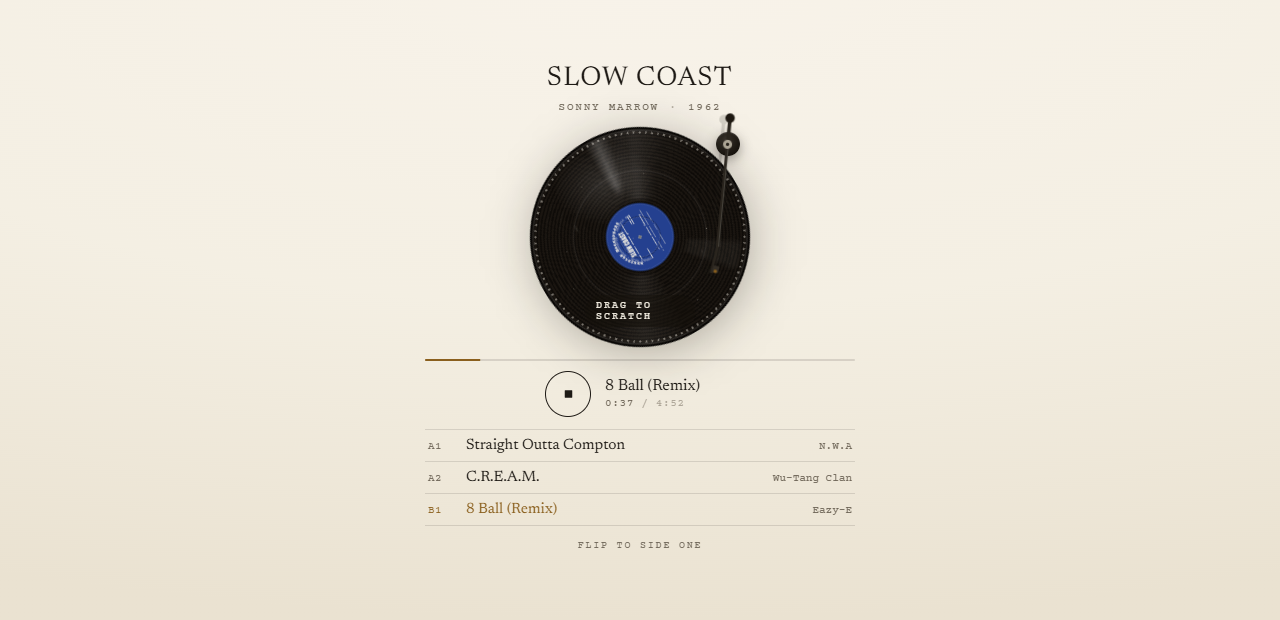 SLOW COAST
SONNY MARROW · 1962
DRAG TO
SCRATCH
8 Ball (Remix)
0:37 / 4:52
A1 Straight Outta Compton N.W.A
A2 C.R.E.A.M. Wu-Tang Clan
B1 8 Ball (Remix) Eazy-E
FLIP TO SIDE ONE